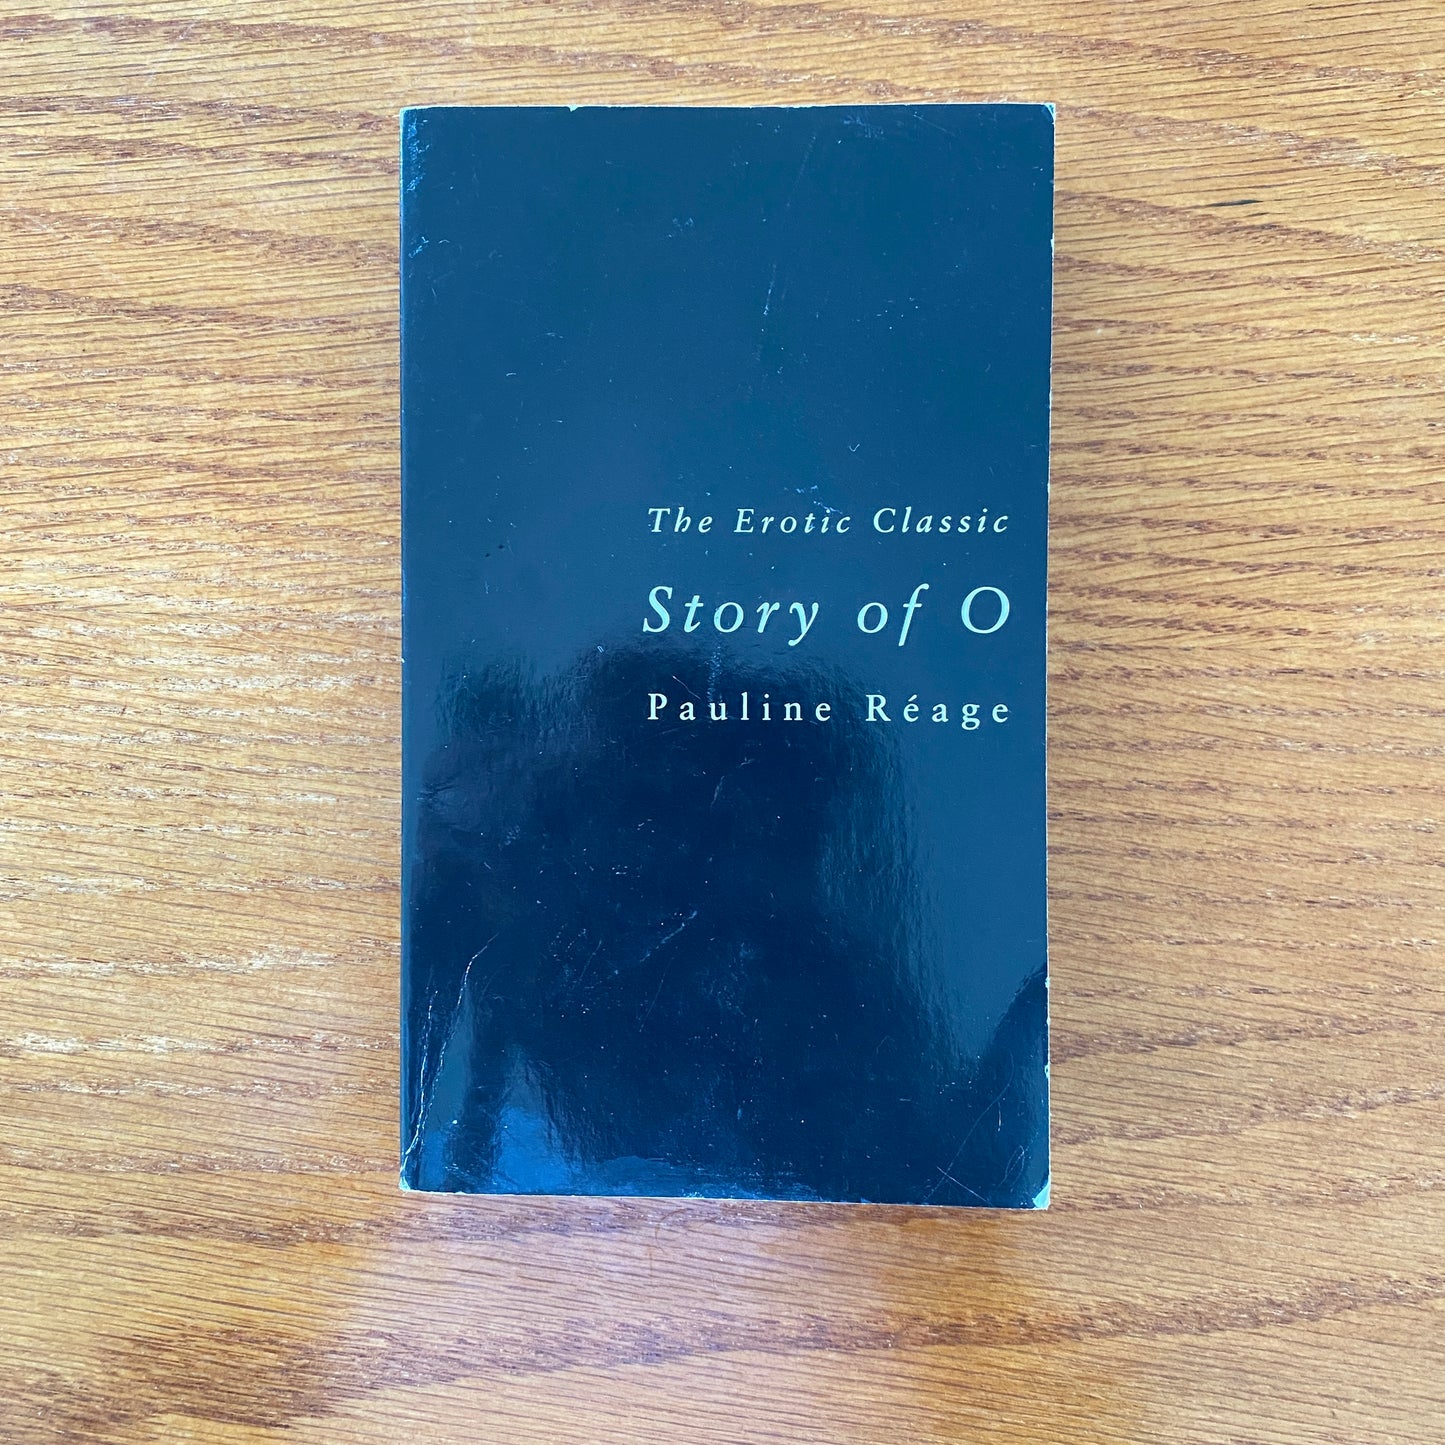 The Erotic Classic
Story of O
Pauline Réage